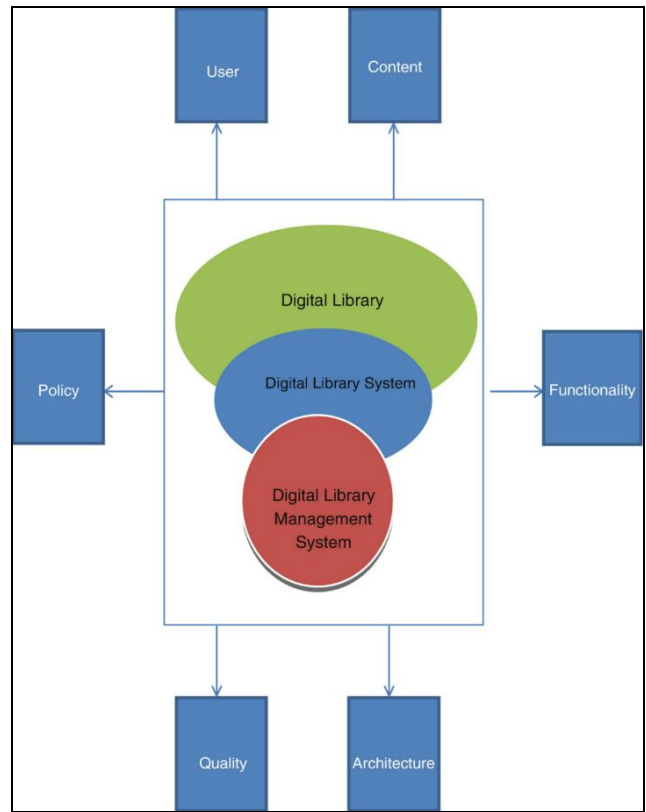 User
Content
Digital Library
Digital Library System
Policy
Functionality
Digital Library
Management
System
Quality
Architecture